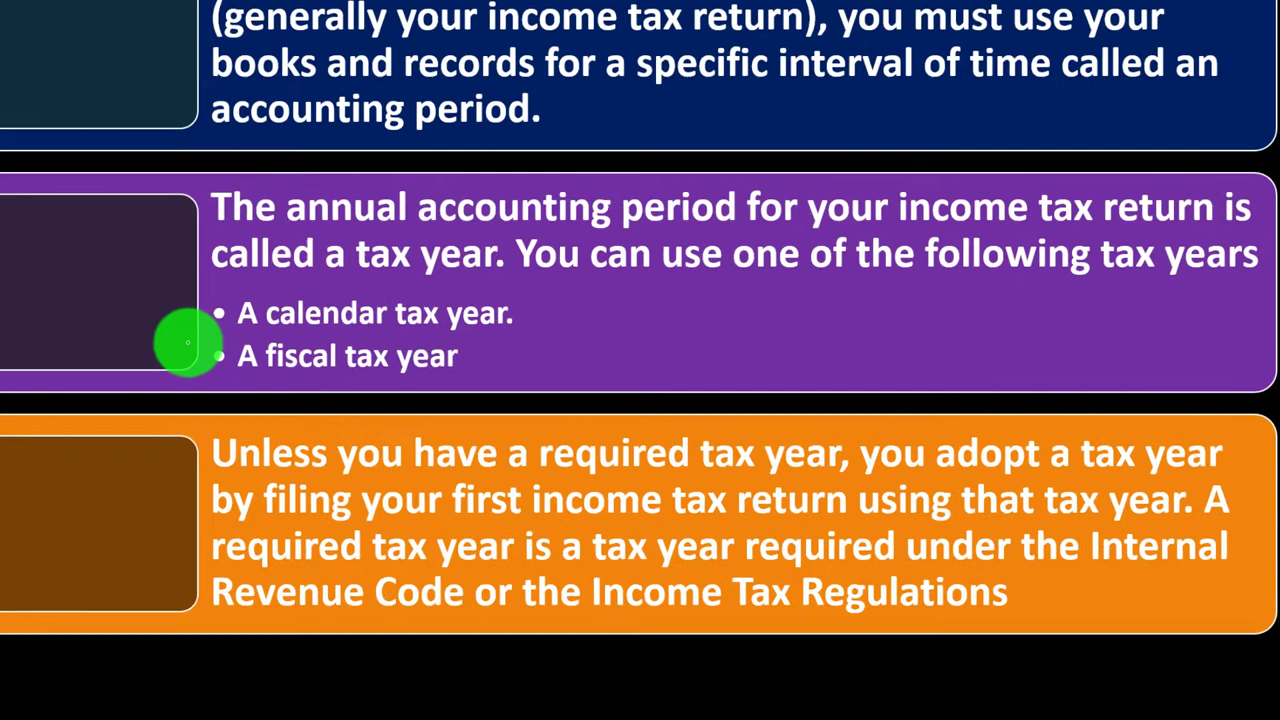 (generally your income tax return), you must use your
books and records for a specific interval of time called an
accounting period.
The annual accounting period for your income tax return is
called a tax year. You can use one of the following tax years
• A calendar tax year.
• A fiscal tax year
Unless you have a required tax year, you adopt a tax year
by filing your first income tax return using that tax year. A
required tax year is a tax year required under the Internal
Revenue Code or the Income Tax Regulations